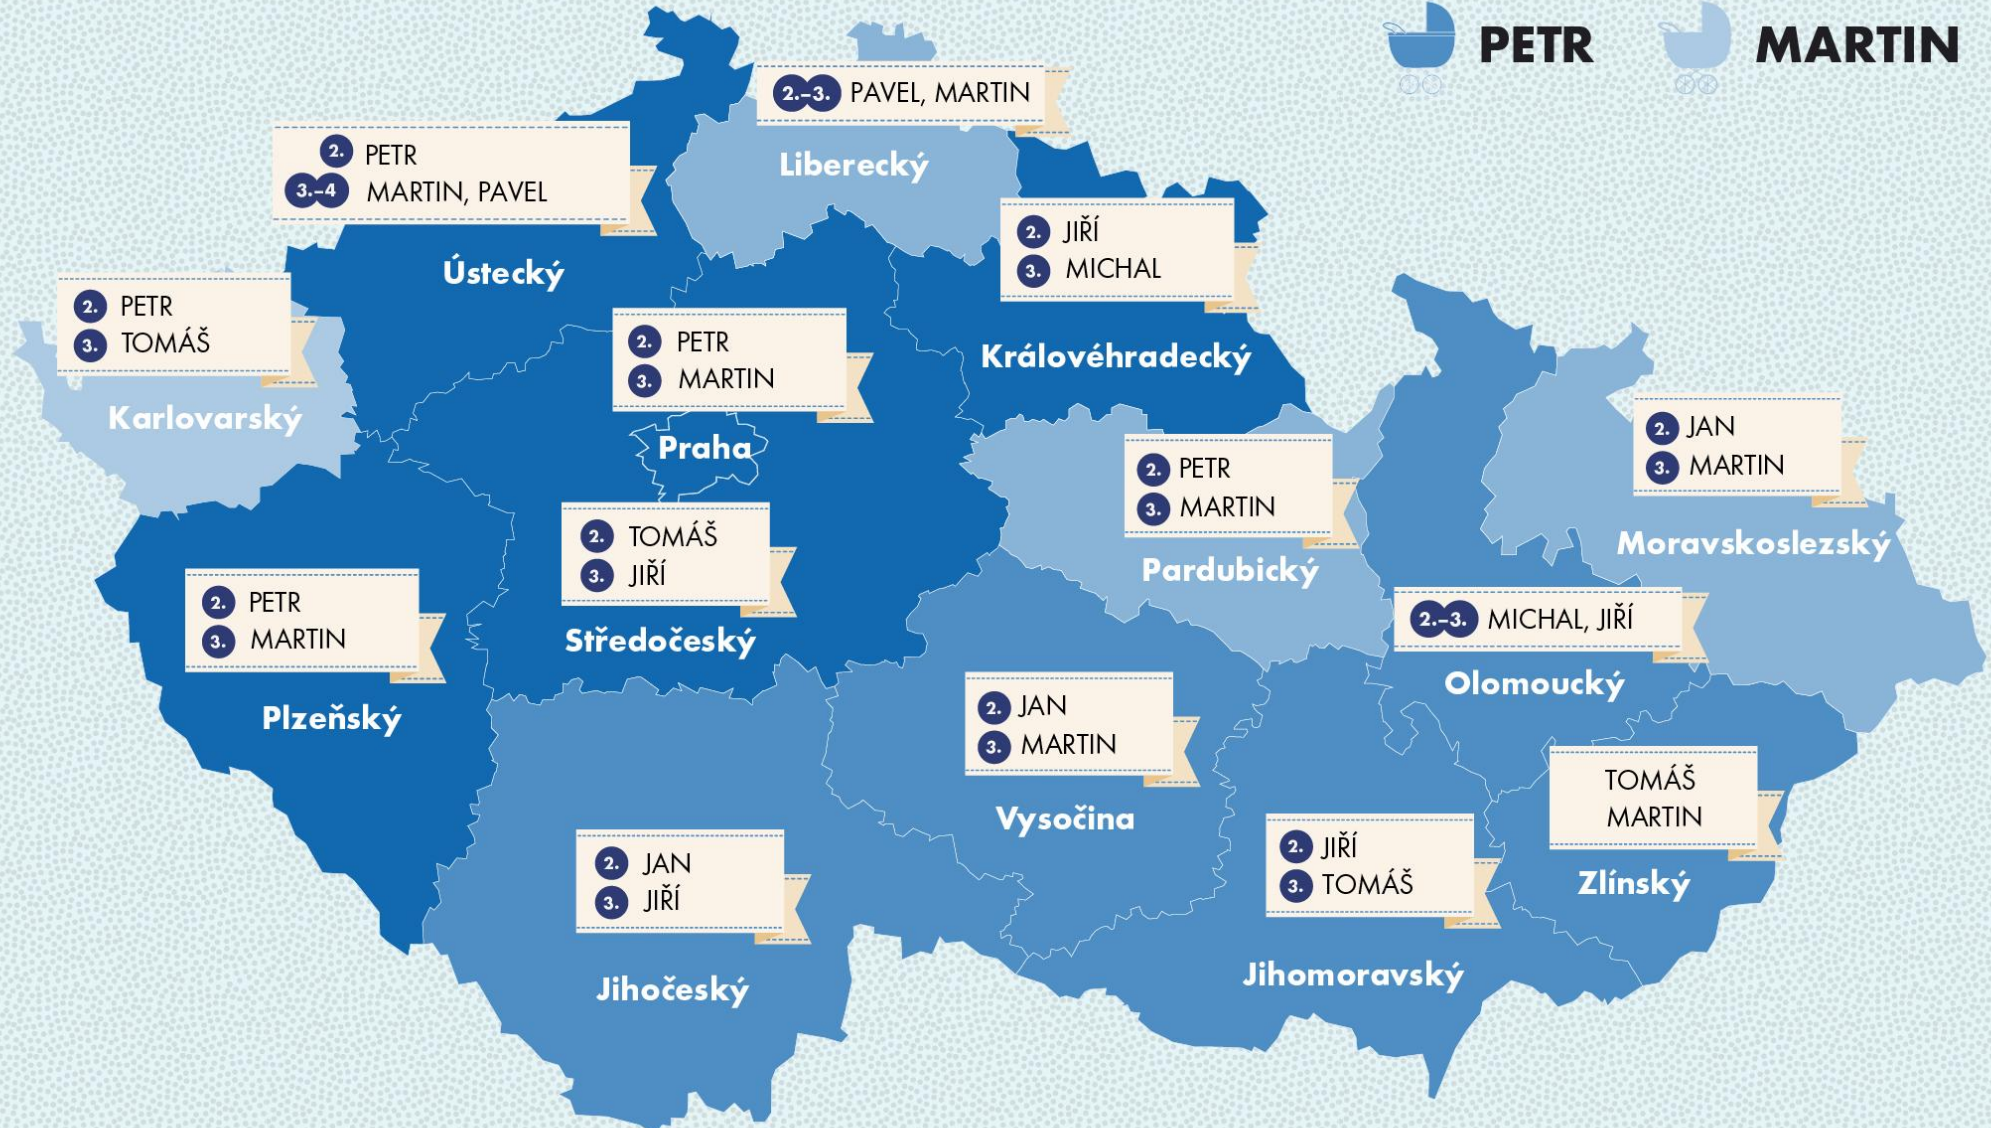 PETR
MARTIN
2.–3. PAVEL, MARTIN
Liberecký
2. PETR
3.–4 MARTIN, PAVEL
Ústecký
2. JIŘÍ
3. MICHAL
Královéhradecký
2. PETR
3. TOMÁŠ
Karlovarský
2. PETR
3. MARTIN
Praha
2. JAN
3. MARTIN
Moravskoslezský
2. PETR
3. MARTIN
Pardubický
2. TOMÁŠ
3. JIŘÍ
Středočeský
2. PETR
3. MARTIN
Plzeňský
2.–3. MICHAL, JIŘÍ
Olomoucký
2. JAN
3. MARTIN
Vysočina
TOMÁŠ
MARTIN
Zlínský
2. JIŘÍ
3. TOMÁŠ
Jihomoravský
2. JAN
3. JIŘÍ
Jihočeský